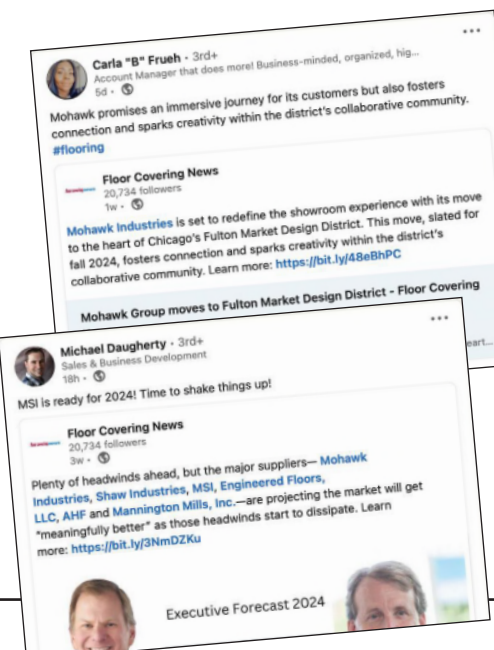 Carla "B" Frueh • 3rd+
Account Manager that does more! Business-minded, organized, hig...
5d •
Mohawk promises an immersive journey for its customers but also fosters
connection and sparks creativity within the district's collaborative community.
#flooring
Floor Covering News
20,734 followers
1w •
Mohawk Industries is set to redefine the showroom experience with its move
to the heart of Chicago's Fulton Market Design District. This move, slated for
fall 2024, fosters connection and sparks creativity within the district's
collaborative community. Learn more: https://bit.ly/48eBhPC
Mohawk Group moves to Fulton Market Design District - Floor Covering
eart...
Michael Daugherty • 3rd+
Sales & Business Development
18h •
MSI is ready for 2024! Time to shake things up!
Floor Covering News
20,734 followers
3w •
Plenty of headwinds ahead, but the major suppliers— Mohawk
Industries, Shaw Industries, MSI, Engineered Floors,
LLC, AHF and Mannington Mills, Inc.—are projecting the market will get
"meaningfully better" as those headwinds start to dissipate. Learn
more: https://bit.ly/3NmDZKu
Executive Forecast 2024